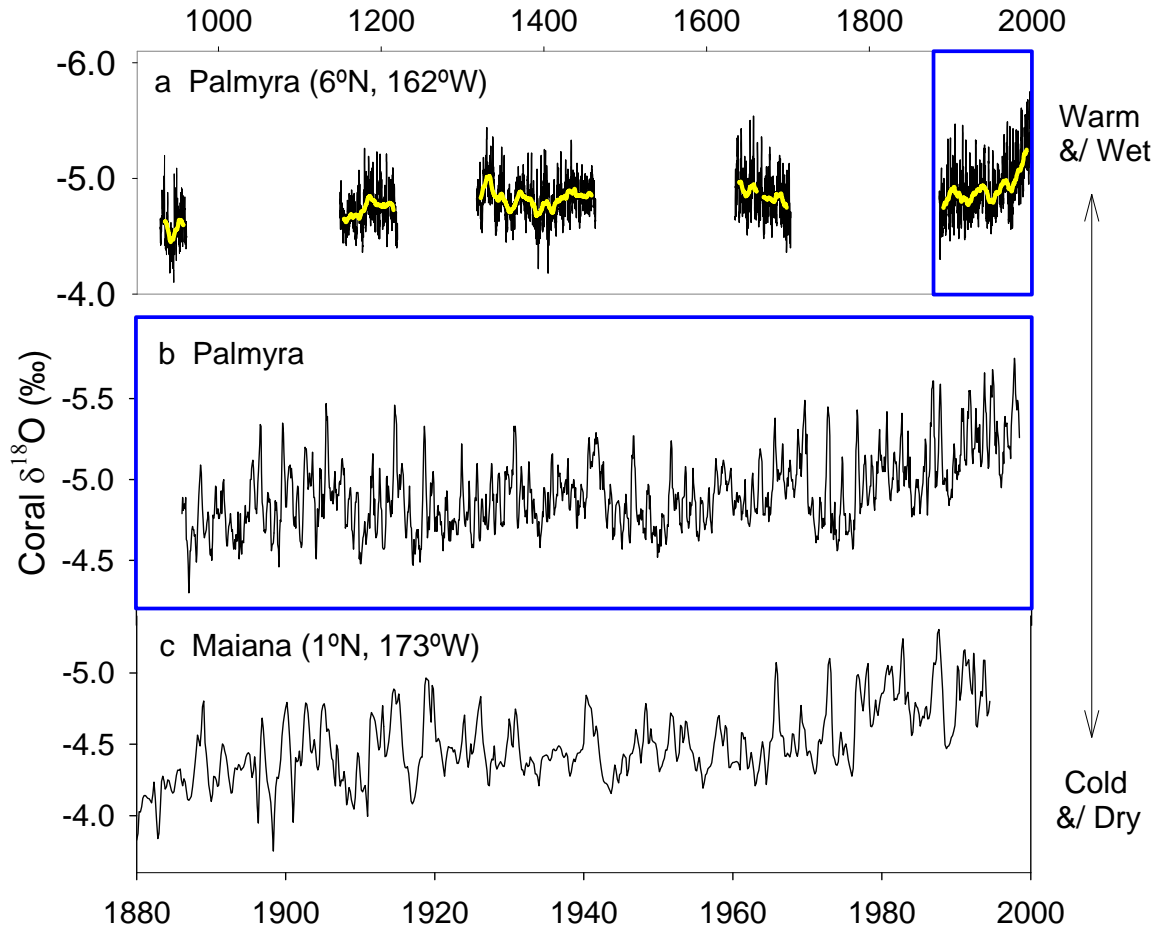 1000 1200 1400 1600 1800 2000
-6.0
a Palmyra (6ºN, 162ºW)
Warm
&/ Wet
-5.0
-4.0
Coral δ18O (‰)
b Palmyra
-5.5
-5.0
-4.5
c Maiana (1ºN, 173ºW)
-5.0
-4.5
-4.0
Cold
&/ Dry
1880 1900 1920 1940 1960 1980 2000